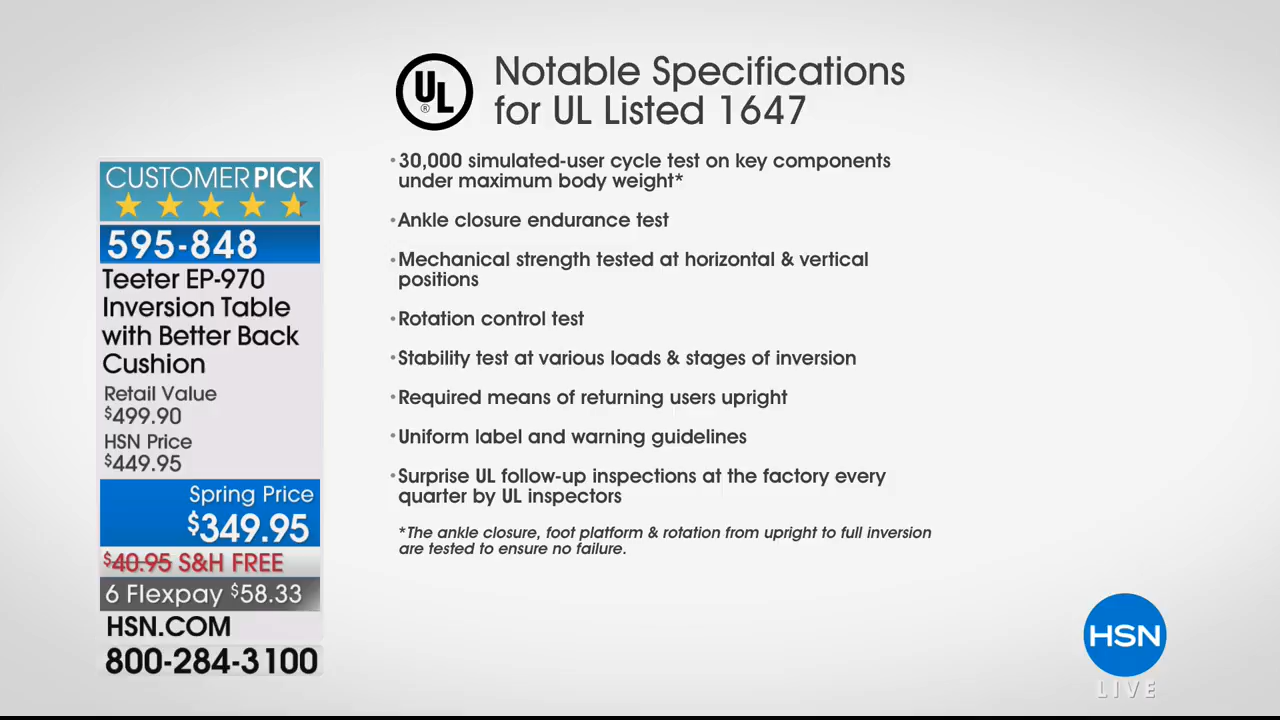 UL
®
Notable Specifications
for UL Listed 1647
•30,000 simulated-user cycle test on key components
under maximum body weight*
•Ankle closure endurance test
•Mechanical strength tested at horizontal & vertical
positions
•Rotation control test
•Stability test at various loads & stages of inversion
•Required means of returning users upright
•Uniform label and warning guidelines
•Surprise UL follow-up inspections at the factory every
quarter by UL inspectors
*The ankle closure, foot platform & rotation from upright to full inversion
are tested to ensure no failure.
CUSTOMER PICK
595-848
Teeter EP-970
Inversion Table
with Better Back
Cushion
Retail Value
$499.90
HSN Price
$449.95
Spring Price
$349.95
$40.95 S&H FREE
6 Flexpay $58.33
HSN.COM
800-284-3100
HSN
LIVE